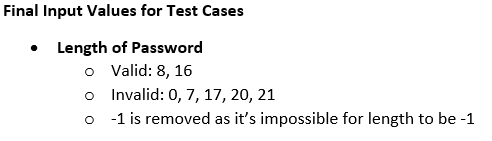 Final Input Values for Test Cases
• Length of Password
o Valid: 8, 16
o Invalid: 0, 7, 17, 20, 21
o -1 is removed as it’s impossible for length to be -1